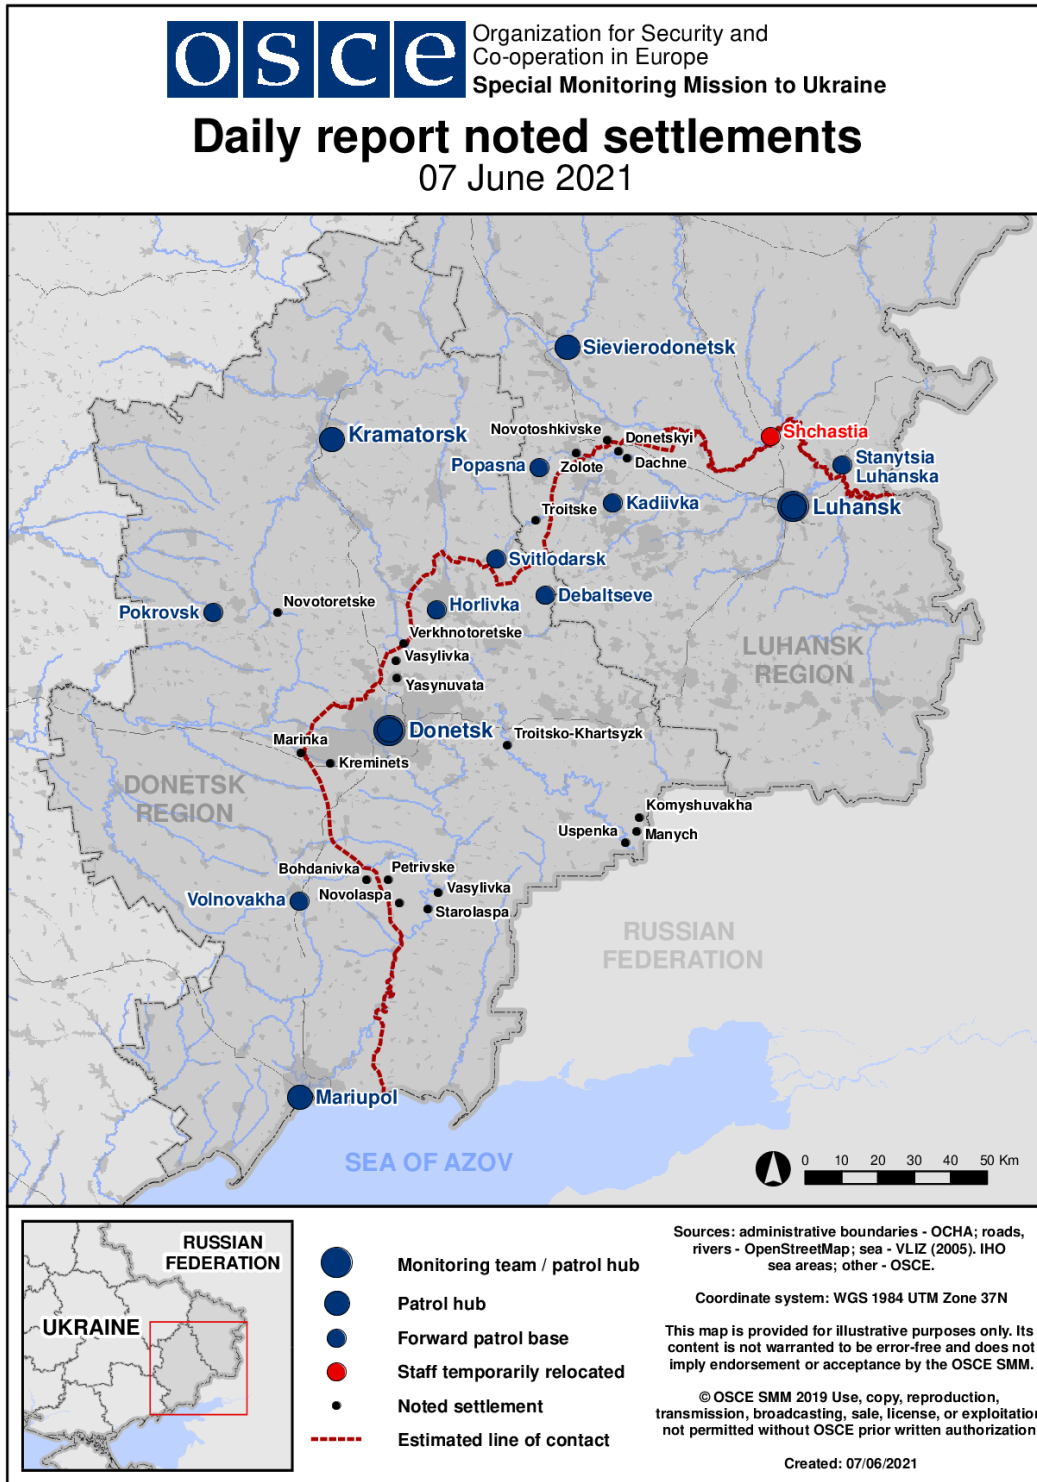 osce
Organization for Security and
Co-operation in Europe
Special Monitoring Mission to Ukraine
Daily report noted settlements
07 June 2021
Sievierodonetsk
Kramatorsk
Novotoshkivske
Donetskyi
Shchastia
Popasna
Zolote
Dachne
Stanytsia
Luhanska
Kadiivka
Luhansk
Troitske
Svitlodarsk
Debaltseve
Horlivka
Pokrovsk
Novotoretske
Verkhnotoretske
Vasylivka
Yasynuvata
LUHANSK
REGION
Donetsk
Troitsko-Khartsyzk
Marinka
Kreminets
DONETSK
REGION
Komyshuvakha
Uspenka
Manych
Bohdanivka
Petrivske
Volnovakha
Novolaspa
Vasylivka
Starolaspa
RUSSIAN
FEDERATION
Mariupol
SEA OF AZOV
0 10 20 30 40 50 Km
RUSSIAN
FEDERATION
UKRAINE
Monitoring team / patrol hub
Patrol hub
Forward patrol base
Staff temporarily relocated
Noted settlement
Estimated line of contact
Sources: administrative boundaries - OCHA; roads,
rivers - OpenStreetMap; sea - VLIZ (2005). IHO
sea areas; other - OSCE.
Coordinate system: WGS 1984 UTM Zone 37N
This map is provided for illustrative purposes only. Its
content is not warranted to be error-free and does not
imply endorsement or acceptance by the OSCE SMM.
© OSCE SMM 2019 Use, copy, reproduction,
transmission, broadcasting, sale, license, or exploitation
not permitted without OSCE prior written authorization
Created: 07/06/2021